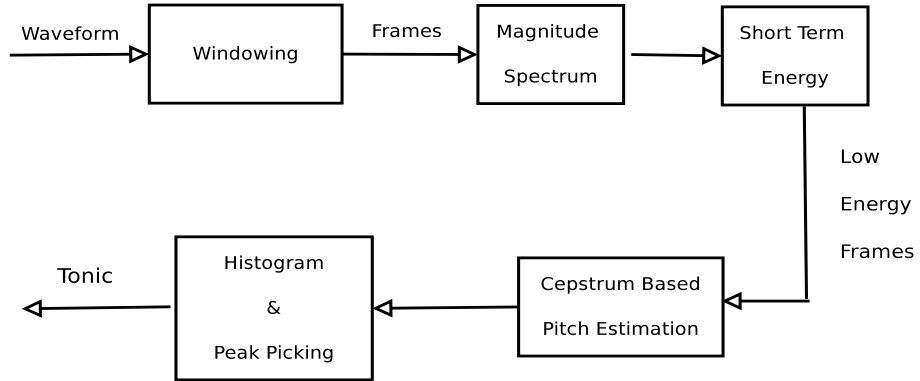 Waveform
Windowing
Frames
Magnitude
Spectrum
Short Term
Energy
Low
Energy
Frames
Cepstrum Based
Pitch Estimation
Histogram
&
Peak Picking
Tonic